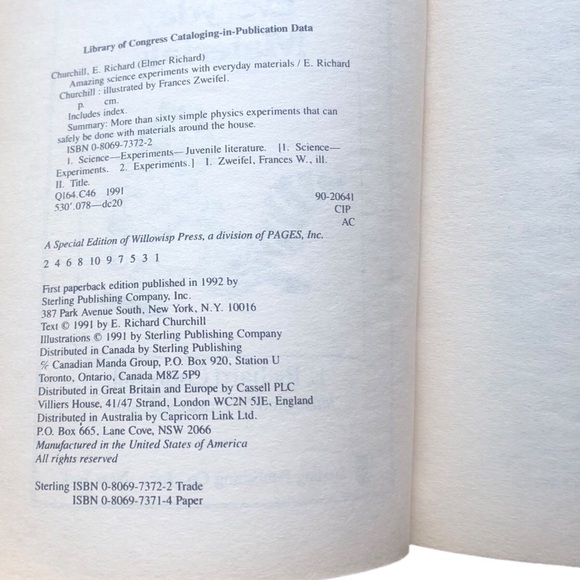 Library of Congress Cataloging-in-Publication Data
Churchill, E. Richard (Elmer Richard)
Amazing science experiments with everyday materials / E. Richard
Churchill : illustrated by Frances Zweifel.
p. cm.
Includes index.
Summary: More than sixty simple physics experiments that can
safely be done with materials around the house.
ISBN 0-8069-7372-2
1. Science—Experiments—Juvenile literature. [1. Science—
Experiments. 2. Experiments.] I. Zweifel, Frances W., ill.
II. Title.
Q164.C46 1991
530'.078—dc20
90-20641
CIP
AC
A Special Edition of Willowisp Press, a division of PAGES, Inc.
2 4 6 8 10 9 7 5 3 1
First paperback edition published in 1992 by
Sterling Publishing Company, Inc.
387 Park Avenue South, New York, N.Y. 10016
Text © 1991 by E. Richard Churchill
Illustrations © 1991 by Sterling Publishing Company
Distributed in Canada by Sterling Publishing
℅ Canadian Manda Group, P.O. Box 920, Station U
Toronto, Ontario, Canada M8Z 5P9
Distributed in Great Britain and Europe by Cassell PLC
Villiers House, 41/47 Strand, London WC2N 5JE, England
Distributed in Australia by Capricorn Link Ltd.
P.O. Box 665, Lane Cove, NSW 2066
Manufactured in the United States of America
All rights reserved
Sterling ISBN 0-8069-7372-2 Trade
ISBN 0-8069-7371-4 Paper